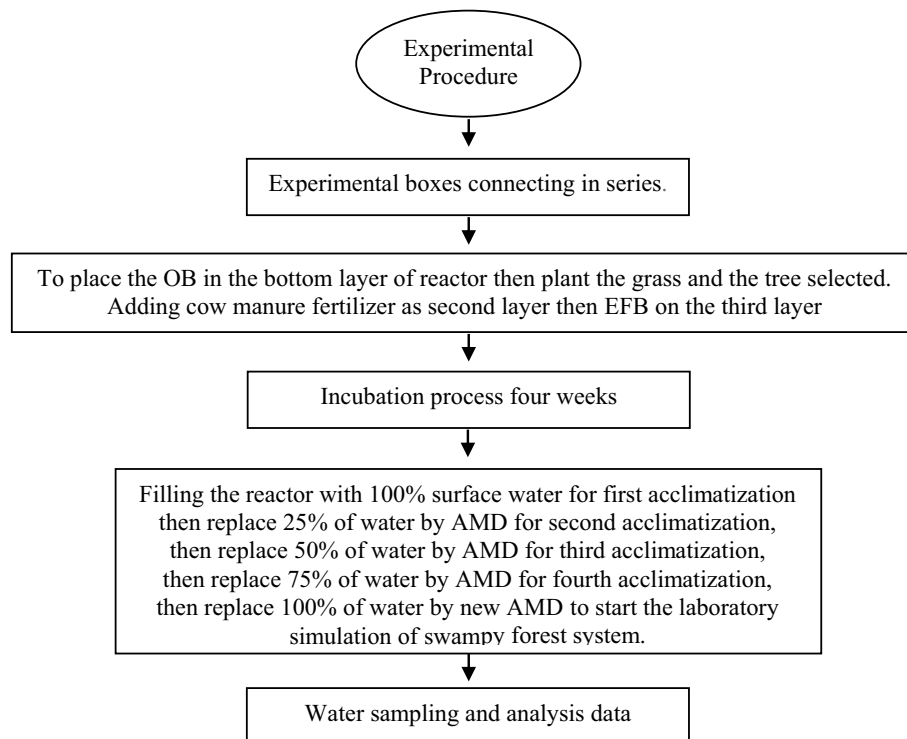 Experimental
Procedure
Experimental boxes connecting in series.
To place the OB in the bottom layer of reactor then plant the grass and the tree selected.
Adding cow manure fertilizer as second layer then EFB on the third layer
Incubation process four weeks
Filling the reactor with 100% surface water for first acclimatization
then replace 25% of water by AMD for second acclimatization,
then replace 50% of water by AMD for third acclimatization,
then replace 75% of water by AMD for fourth acclimatization,
then replace 100% of water by new AMD to start the laboratory
simulation of swampy forest system.
Water sampling and analysis data